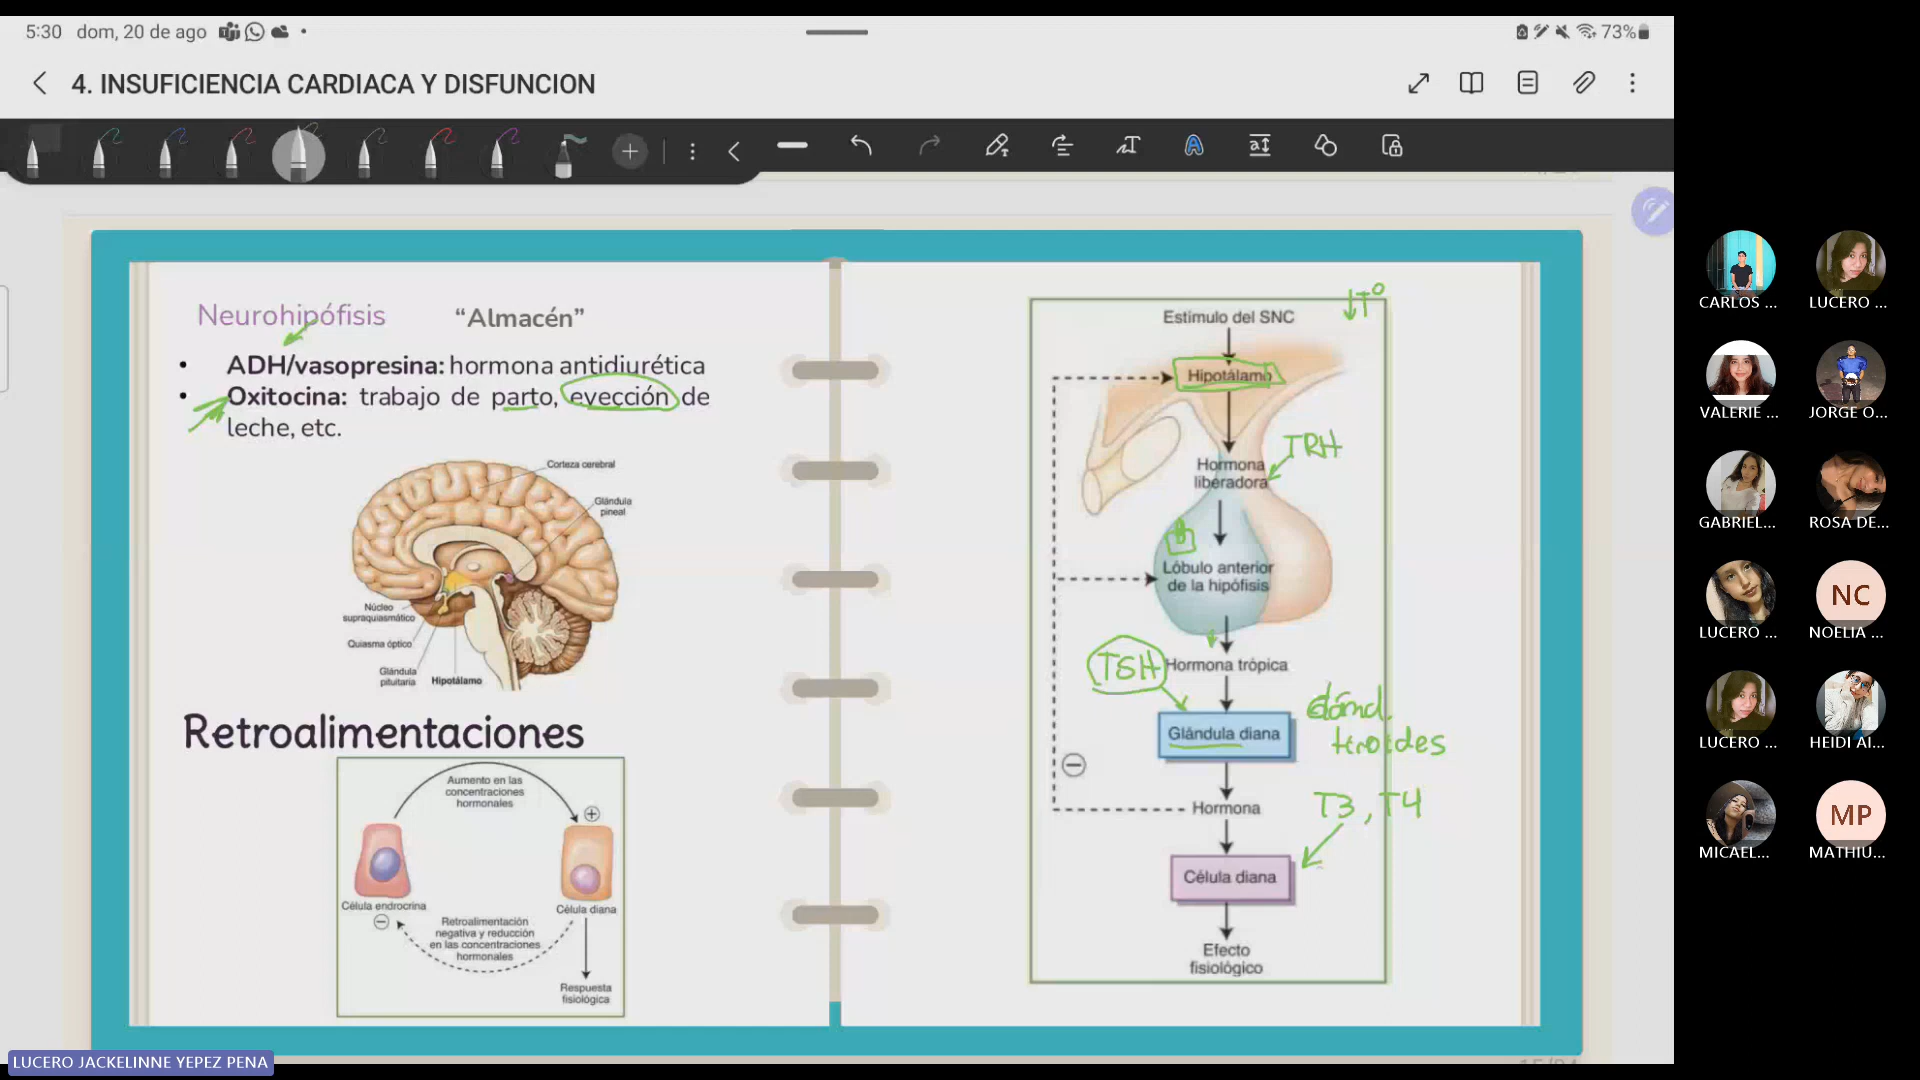 5:30 dom, 20 de ago
73%
4. INSUFICIENCIA CARDIACA Y DISFUNCION
Neurohipófisis "Almacén"
• ADH/vasopresina: hormona antidiurética
• Oxitocina: trabajo de parto, eyección de
leche, etc.
Corteza cerebral
Glándula
pineal
Núcleo
supraquiasmático
Quiasma óptico
Glándula
pituitaria
Hipotálamo
Retroalimentaciones
Aumento en las
concentraciones
hormonales
Célula endocrina
Célula diana
Retroalimentación
negativa y reducción
en las concentraciones
hormonales
Respuesta
fisiológica
↓T°
Estímulo del SNC
Hipotálamo
TRH
Hormona
liberadora
Lóbulo anterior
de la hipófisis
TSH
Hormona trópica
Glándula diana
Gland.
tiroides
Hormona
T3, T4
Célula diana
Efecto
fisiológico
CARLOS ...
LUCERO ...
VALERIE ...
JORGE O...
GABRIEL...
ROSA DE...
LUCERO ...
NC
NOELIA ...
LUCERO ...
HEIDI AI...
MICAEL...
MP
MATHIU...
LUCERO JACKELINNE YEPEZ PENA